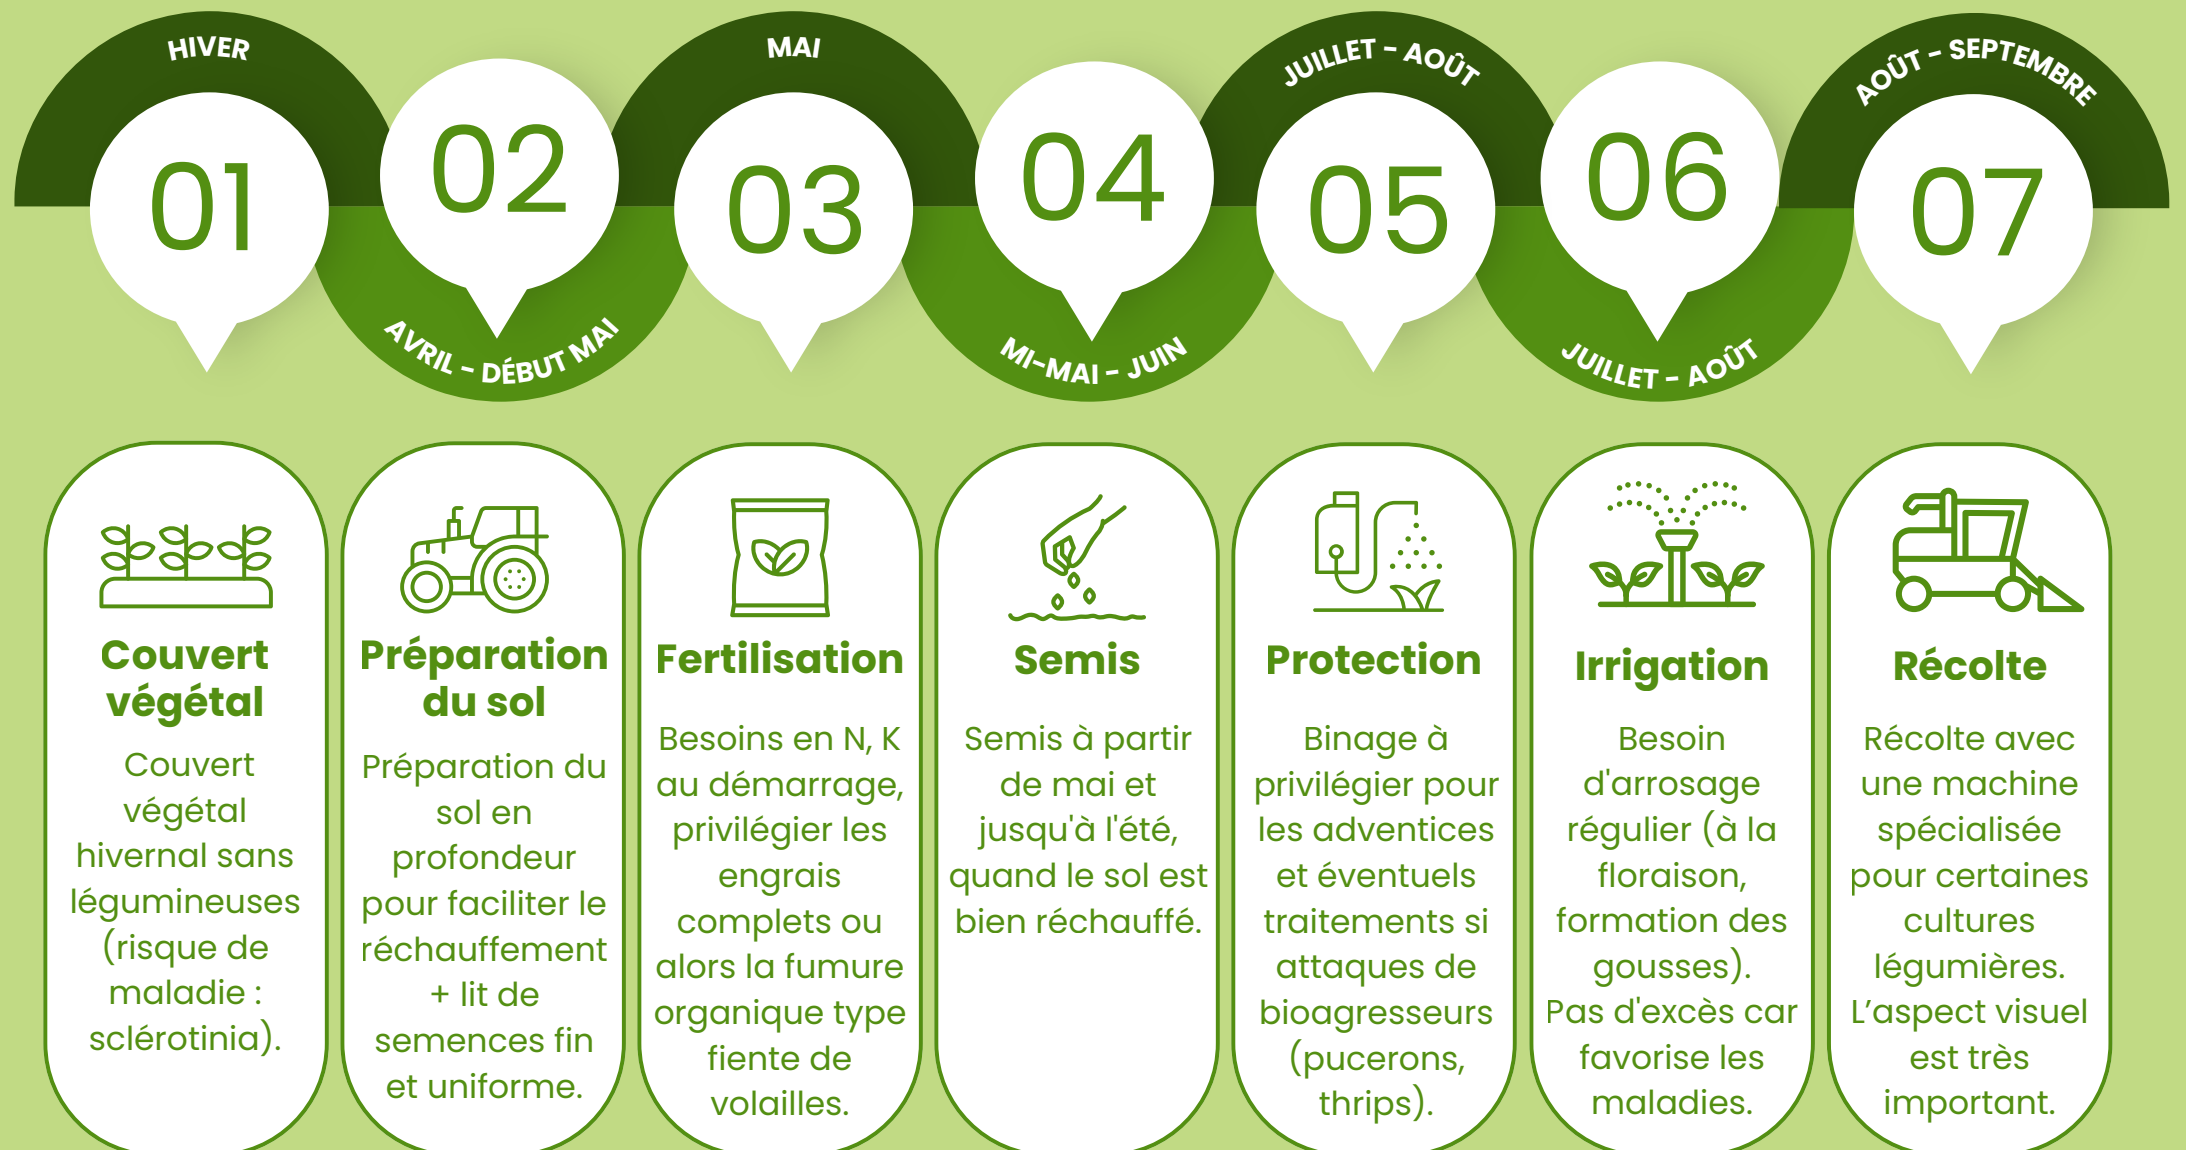 HIVER
01
AVRIL - DÉBUT MAI
02
MAI
03
MI-MAI - JUIN
04
JUILLET - AOÛT
05
JUILLET - AOÛT
06
AOÛT - SEPTEMBRE
07
Couvert
végétal
Couvert
végétal
hivernal sans
légumineuses
(risque de
maladie :
sclérotinia).
Préparation
du sol
Préparation du
sol en
profondeur
pour faciliter le
réchauffement
+ lit de
semences fin
et uniforme.
Fertilisation
Besoins en N, K
au démarrage,
privilégier les
engrais
complets ou
alors la fumure
organique type
fiente de
volailles.
Semis
Semis à partir
de mai et
jusqu'à l'été,
quand le sol est
bien réchauffé.
Protection
Binage à
privilégier pour
les adventices
et éventuels
traitements si
attaques de
bioagresseurs
(pucerons,
thrips).
Irrigation
Besoin
d'arrosage
régulier (à la
floraison,
formation des
gousses).
Pas d'excès car
favorise les
maladies.
Récolte
Récolte avec
une machine
spécialisée
pour certaines
cultures
légumières.
L’aspect visuel
est très
important.